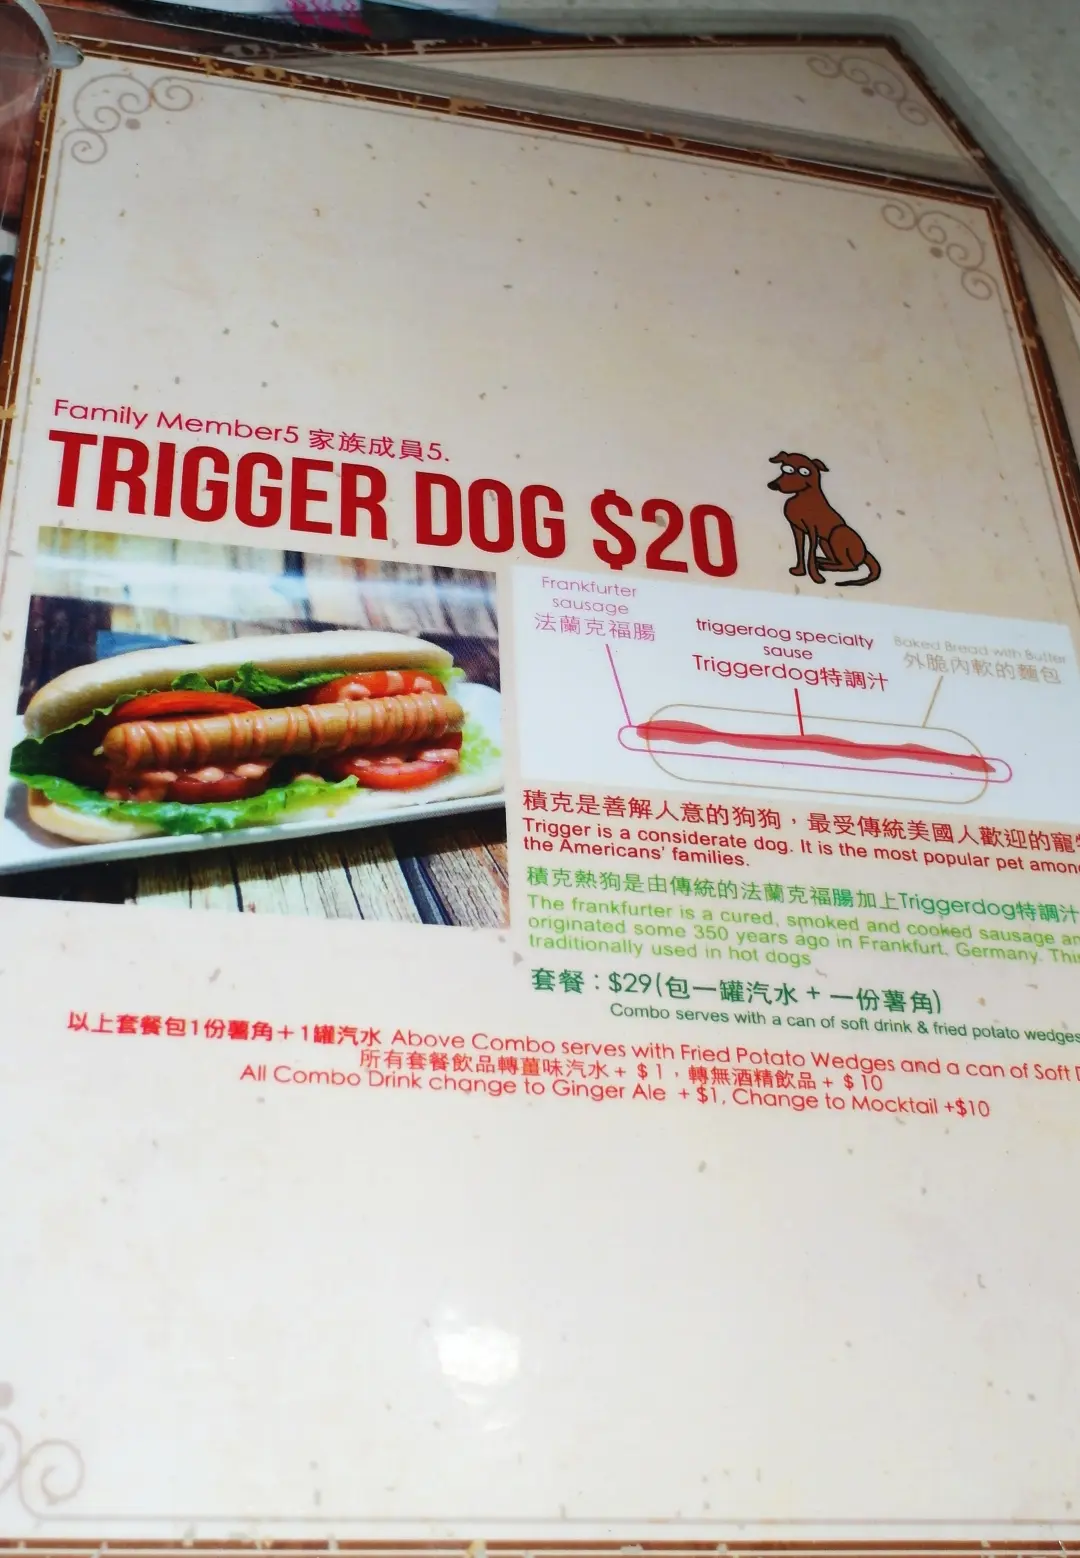 Family Member5 家族成員5.
TRIGGER DOG $20
Frankfurter
sausage
法蘭克福腸
triggerdog specialty
sause
Triggerdog特調汁
Baked Bread with Butter
外脆內軟的麵包
積克是善解人意的狗狗，最受傳統美國人歡迎的寵
Trigger is a considerate dog. It is the most popular pet among
the Americans' families.
積克熱狗是由傳統的法蘭克福腸加上Triggerdog特調汁
The frankfurter is a cured, smoked and cooked sausage
originated some 350 years ago in Frankfurt, Germany.
traditionally used in hot dogs
套餐：$29(包一罐汽水 + 一份薯角)
Combo serves with a can of soft drink & fried potato wedges
以上套餐包1份薯角＋1罐汽水 Above Combo serves with Fried Potato Wedges and a can of Soft
所有套餐飲品轉薑味汽水 + $1，轉無酒精飲品 + $10
All Combo Drink change to Ginger Ale + $1, Change to Mocktail +$10